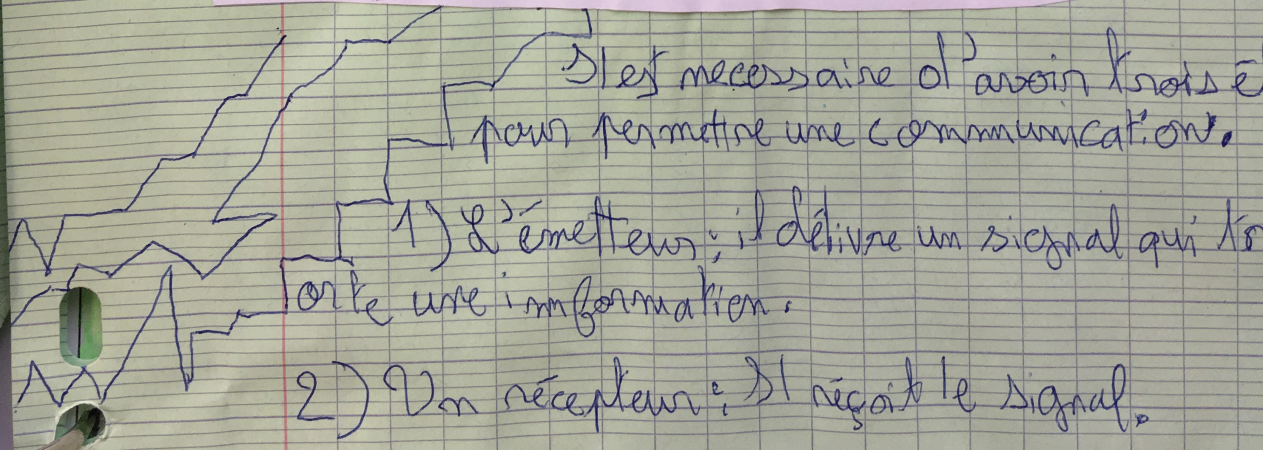 Il est necessaire d'avoir trois é
pour permettre une communication.
1) L'émetteur : il délivre un signal qui tr
orte une information.
2) Un récepteur : Il reçoit le signal.